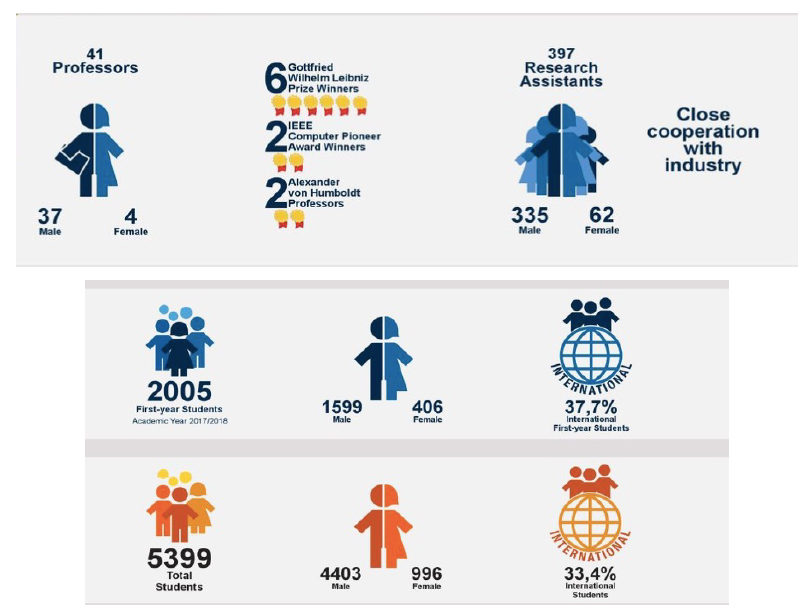 41
Professors
37
Male
4
Female
6
Gottfried
Wilhelm Leibniz
Prize Winners
2
IEEE
Computer Pioneer
Award Winners
2
Alexander
von Humboldt
Professors
397
Research
Assistants
335
Male
62
Female
Close
cooperation
with
industry
2005
First-year Students
Academic Year 2017/2018
1599
Male
406
Female
INTERNATIONAL
37,7%
International
First-year Students
5399
Total
Students
4403
Male
996
Female
INTERNATIONAL
33,4%
International
Students